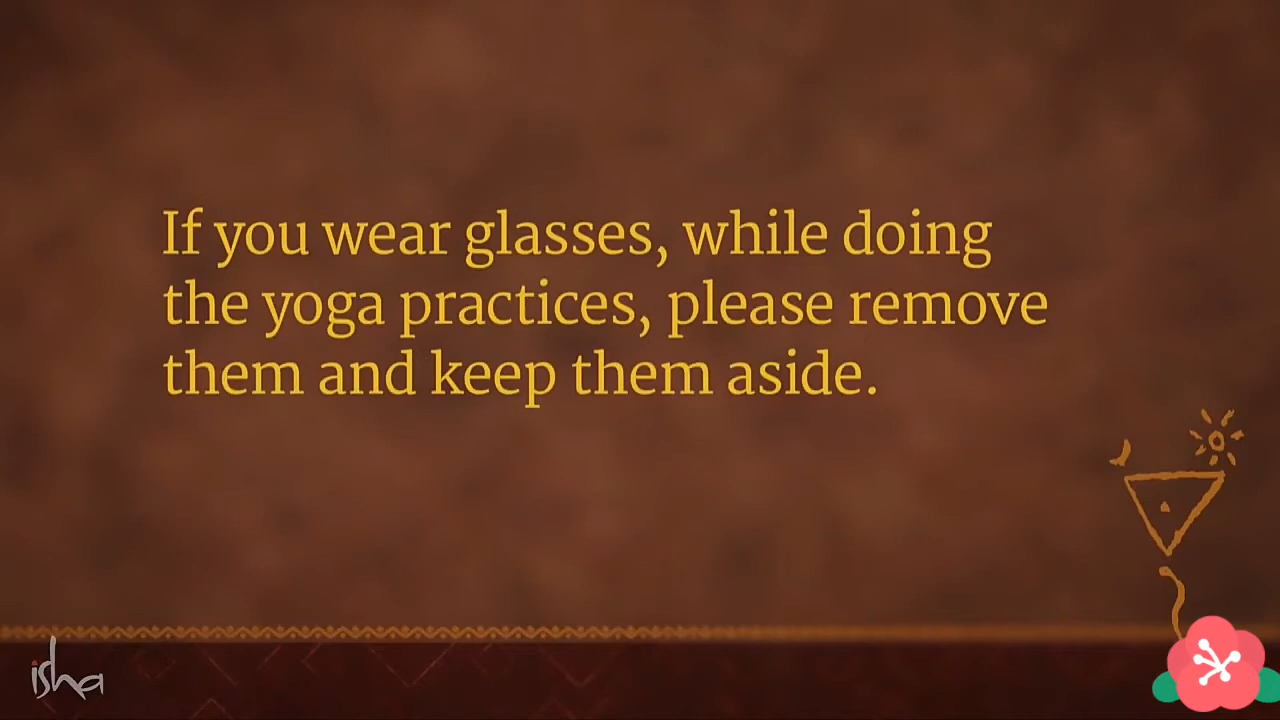 If you wear glasses, while doing
the yoga practices, please remove
them and keep them aside.
isha